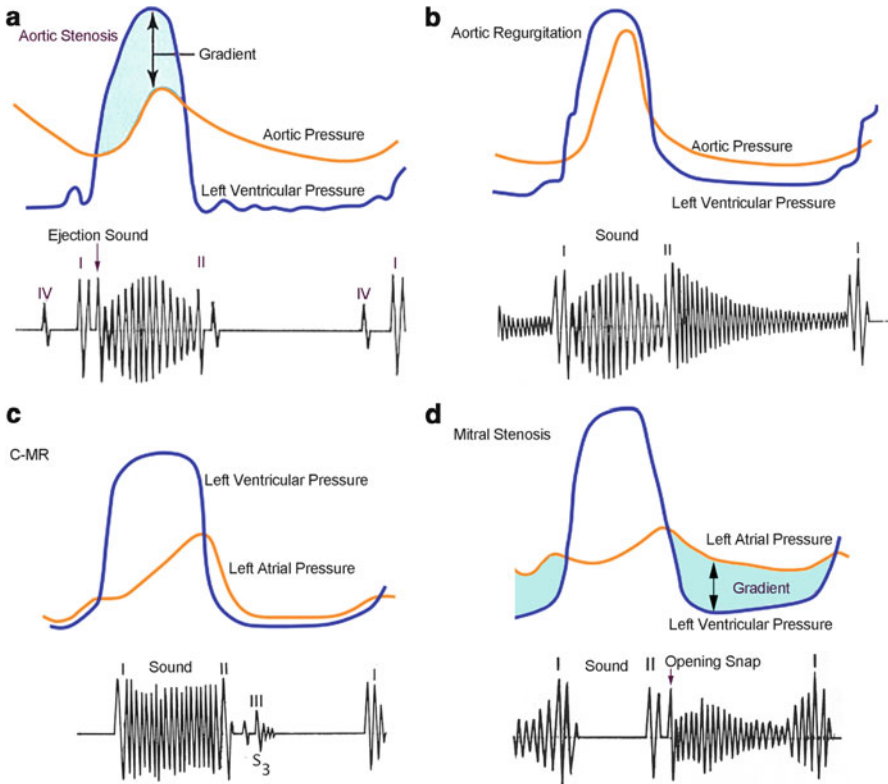 a
Aortic Stenosis
Gradient
Aortic Pressure
Left Ventricular Pressure
Ejection Sound
IV
I
II
IV
I
b
Aortic Regurgitation
Aortic Pressure
Left Ventricular Pressure
Sound
I
II
I
c
C-MR
Left Ventricular Pressure
Left Atrial Pressure
Sound
I
II
III
I
S3
d
Mitral Stenosis
Left Atrial Pressure
Gradient
Left Ventricular Pressure
I
Sound
II
Opening Snap
I